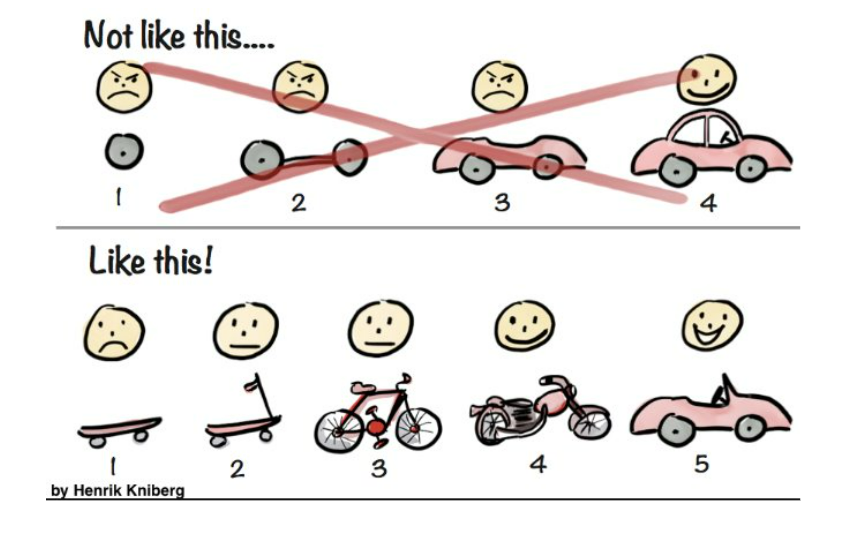 Not like this....
1 2 3 4
Like this!
1 2 3 4 5
by Henrik Kniberg